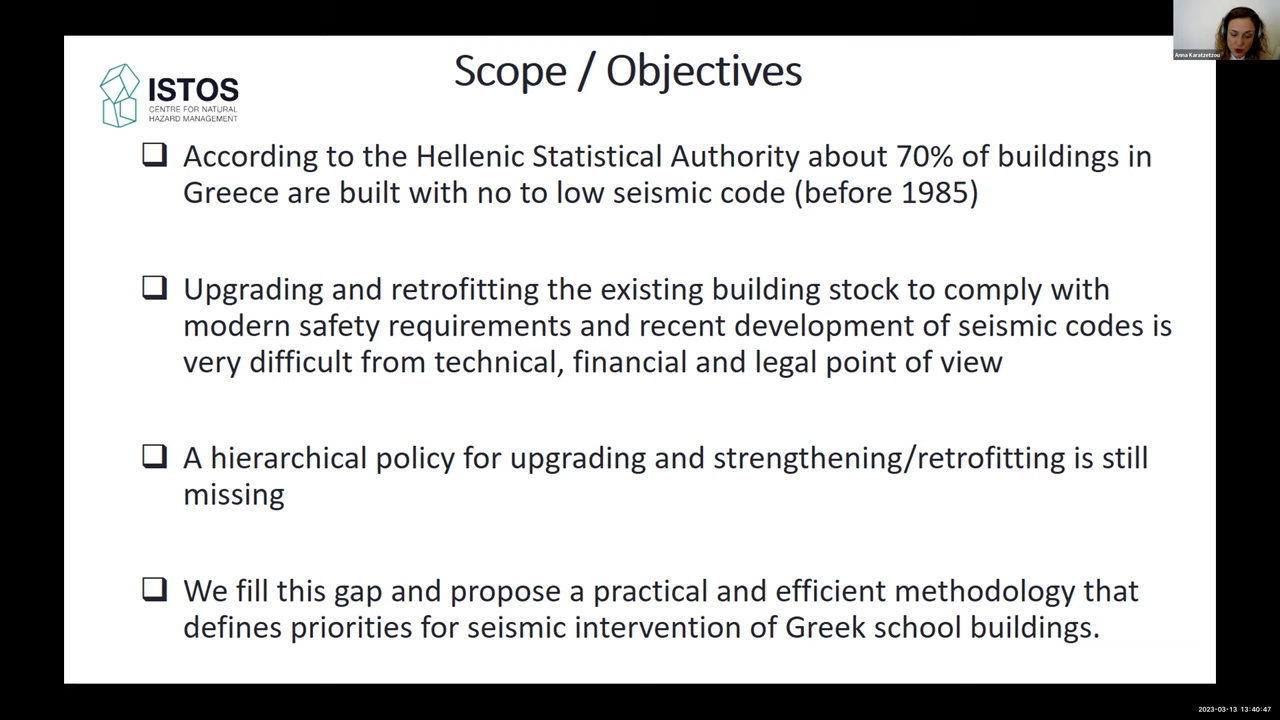 Scope / Objectives
ISTOS
CENTRE FOR NATURAL
HAZARD MANAGEMENT
Anna Karatzetzou
❑ According to the Hellenic Statistical Authority about 70% of buildings in
Greece are built with no to low seismic code (before 1985)
❑ Upgrading and retrofitting the existing building stock to comply with
modern safety requirements and recent development of seismic codes is
very difficult from technical, financial and legal point of view
❑ A hierarchical policy for upgrading and strengthening/retrofitting is still
missing
❑ We fill this gap and propose a practical and efficient methodology that
defines priorities for seismic intervention of Greek school buildings.
2023-03-13 13:40:47